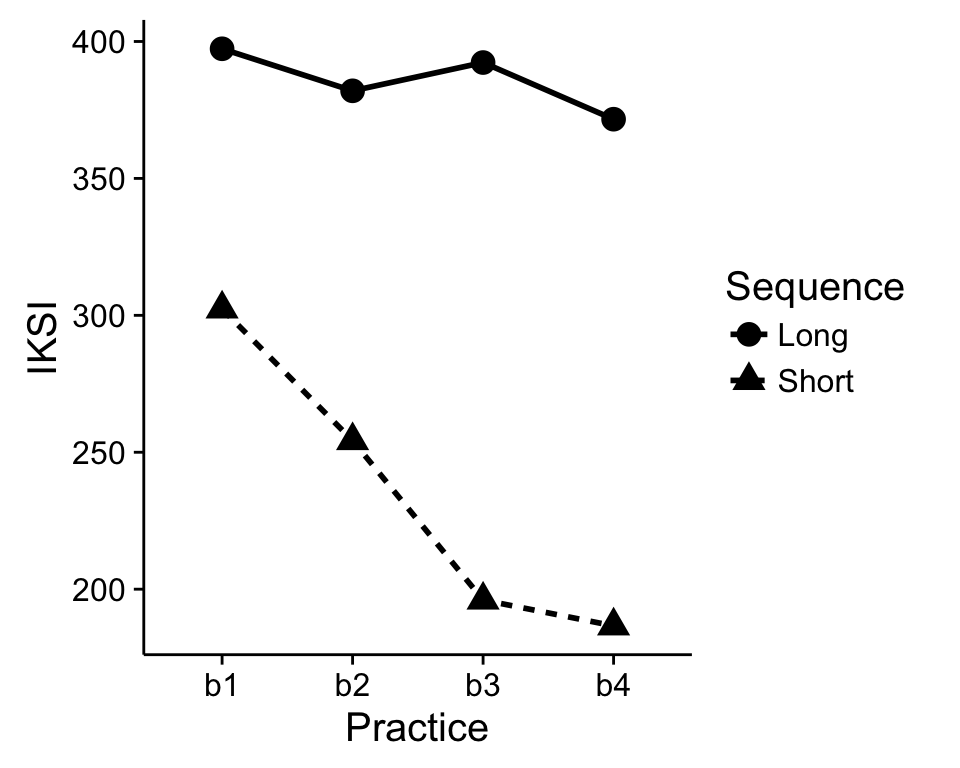 400
350
300
250
200
IKSI
b1 b2 b3 b4
Practice
Sequence
Long
Short